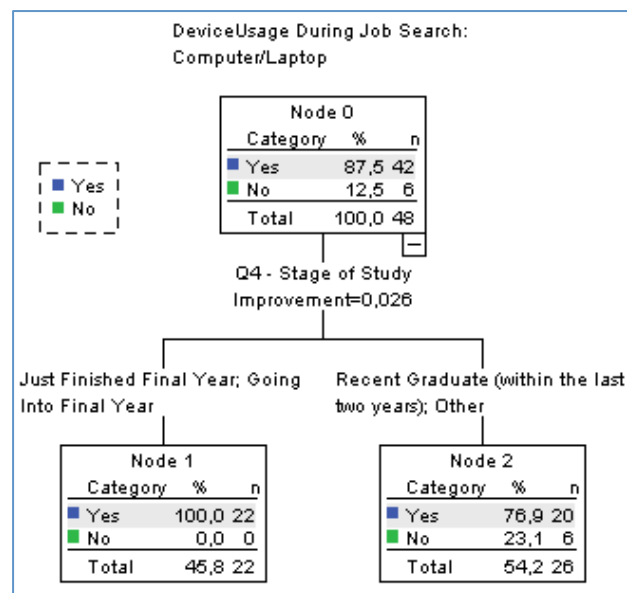 DeviceUsage During Job Search:
Computer/Laptop
Node 0
Category % n
Yes 87,5 42
No 12,5 6
Total 100,0 48
Yes
No
Q4 - Stage of Study
Improvement=0,026
Just Finished Final Year; Going
Into Final Year
Recent Graduate (within the last
two years); Other
Node 1
Category % n
Yes 100,0 22
No 0,0 0
Total 45,8 22
Node 2
Category % n
Yes 76,9 20
No 23,1 6
Total 54,2 26